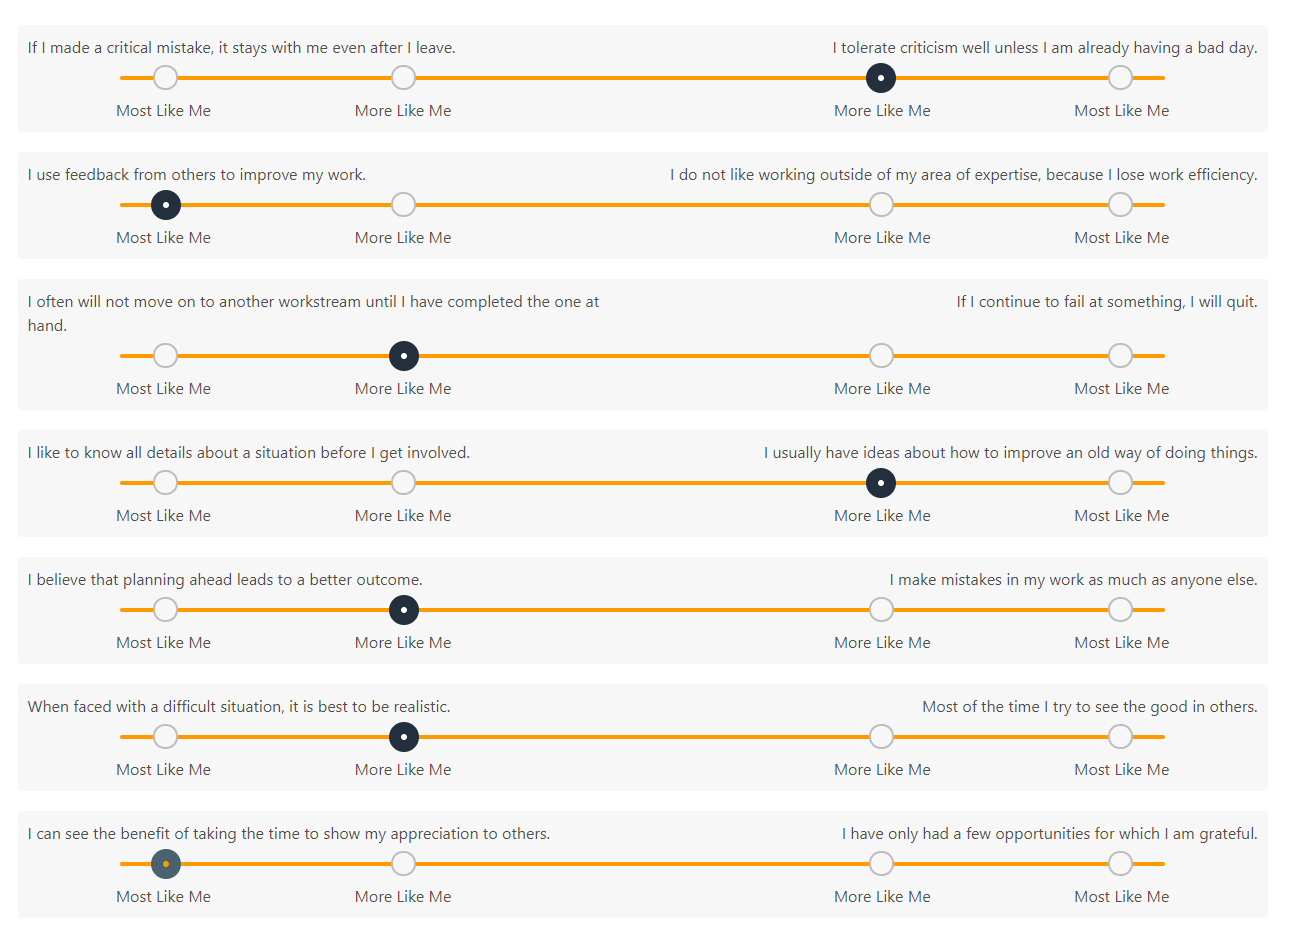 If I made a critical mistake, it stays with me even after I leave.
I tolerate criticism well unless I am already having a bad day.
Most Like Me
More Like Me
More Like Me
Most Like Me
I use feedback from others to improve my work.
I do not like working outside of my area of expertise, because I lose work efficiency.
Most Like Me
More Like Me
More Like Me
Most Like Me
I often will not move on to another workstream until I have completed the one at
hand.
If I continue to fail at something, I will quit.
Most Like Me
More Like Me
More Like Me
Most Like Me
I like to know all details about a situation before I get involved.
I usually have ideas about how to improve an old way of doing things.
Most Like Me
More Like Me
More Like Me
Most Like Me
I believe that planning ahead leads to a better outcome.
I make mistakes in my work as much as anyone else.
Most Like Me
More Like Me
More Like Me
Most Like Me
When faced with a difficult situation, it is best to be realistic.
Most of the time I try to see the good in others.
Most Like Me
More Like Me
More Like Me
Most Like Me
I can see the benefit of taking the time to show my appreciation to others.
I have only had a few opportunities for which I am grateful.
Most Like Me
More Like Me
More Like Me
Most Like Me